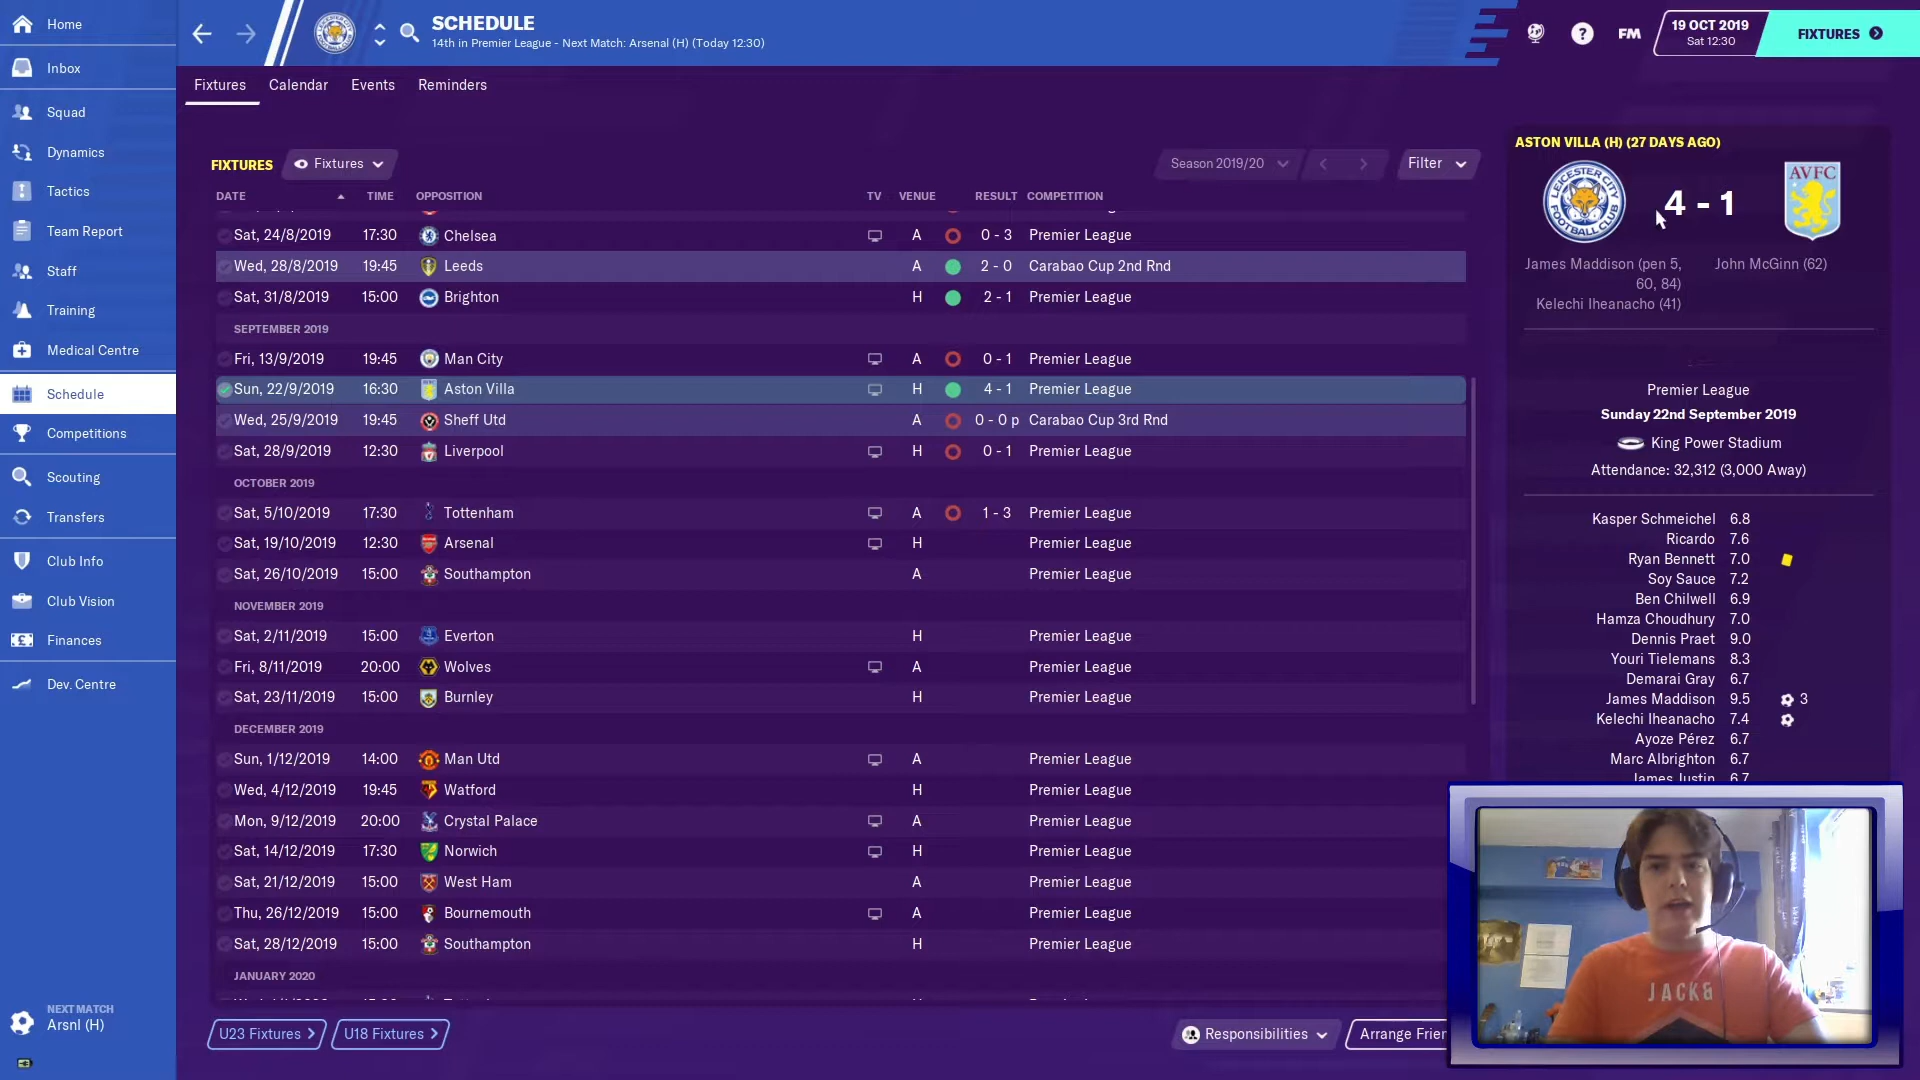 Home
Inbox
Squad
Dynamics
Tactics
Team Report
Staff
Training
Medical Centre
Schedule
Competitions
Scouting
Transfers
Club Info
Club Vision
Finances
Dev. Centre
NEXT MATCH
Arsnl (H)
SCHEDULE
14th in Premier League - Next Match: Arsenal (H) (Today 12:30)
FM
19 OCT 2019
Sat 12:30
FIXTURES
Fixtures Calendar Events Reminders
FIXTURES Fixtures Season 2019/20 Filter
DATE TIME OPPOSITION TV VENUE RESULT COMPETITION
Sat, 24/8/2019 17:30 Chelsea A 0 - 3 Premier League
Wed, 28/8/2019 19:45 Leeds A 2 - 0 Carabao Cup 2nd Rnd
Sat, 31/8/2019 15:00 Brighton H 2 - 1 Premier League
SEPTEMBER 2019
Fri, 13/9/2019 19:45 Man City A 0 - 1 Premier League
Sun, 22/9/2019 16:30 Aston Villa H 4 - 1 Premier League
Wed, 25/9/2019 19:45 Sheff Utd A 0 - 0 p Carabao Cup 3rd Rnd
Sat, 28/9/2019 12:30 Liverpool H 0 - 1 Premier League
OCTOBER 2019
Sat, 5/10/2019 17:30 Tottenham A 1 - 3 Premier League
Sat, 19/10/2019 12:30 Arsenal H Premier League
Sat, 26/10/2019 15:00 Southampton A Premier League
NOVEMBER 2019
Sat, 2/11/2019 15:00 Everton H Premier League
Fri, 8/11/2019 20:00 Wolves A Premier League
Sat, 23/11/2019 15:00 Burnley H Premier League
DECEMBER 2019
Sun, 1/12/2019 14:00 Man Utd A Premier League
Wed, 4/12/2019 19:45 Watford H Premier League
Mon, 9/12/2019 20:00 Crystal Palace A Premier League
Sat, 14/12/2019 17:30 Norwich H Premier League
Sat, 21/12/2019 15:00 West Ham A Premier League
Thu, 26/12/2019 15:00 Bournemouth A Premier League
Sat, 28/12/2019 15:00 Southampton H Premier League
JANUARY 2020
U23 Fixtures U18 Fixtures Responsibilities Arrange Frien
ASTON VILLA (H) (27 DAYS AGO)
AVFC
4 - 1
James Maddison (pen 5, John McGinn (62)
60, 84)
Kelechi Iheanacho (41)
Premier League
Sunday 22nd September 2019
King Power Stadium
Attendance: 32,312 (3,000 Away)
Kasper Schmeichel 6.8
Ricardo 7.6
Ryan Bennett 7.0
Soy Sauce 7.2
Ben Chilwell 6.9
Hamza Choudhury 7.0
Dennis Praet 9.0
Youri Tielemans 8.3
Demarai Gray 6.7
James Maddison 9.5 3
Kelechi Iheanacho 7.4
Ayoze Pérez 6.7
Marc Albrighton 6.7
James Justin 6.7
JACK&